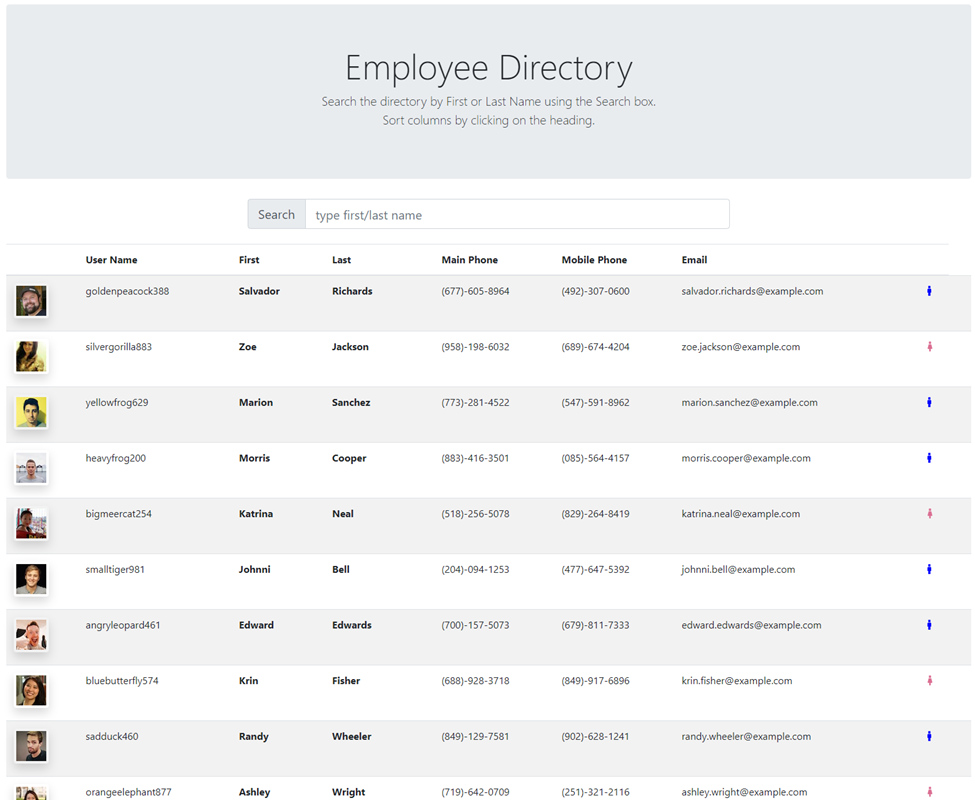 Employee Directory
Search the directory by First or Last Name using the Search box.
Sort columns by clicking on the heading.
Search type first/last name
User Name First Last Main Phone Mobile Phone Email
goldenpeacock388 Salvador Richards (677)-605-8964 (492)-307-0600 salvador.richards@example.com
silvergorilla883 Zoe Jackson (958)-198-6032 (689)-674-4204 zoe.jackson@example.com
yellowfrog629 Marion Sanchez (773)-281-4522 (547)-591-8962 marion.sanchez@example.com
heavyfrog200 Morris Cooper (883)-416-3501 (085)-564-4157 morris.cooper@example.com
bigmeercat254 Katrina Neal (518)-256-5078 (829)-264-8419 katrina.neal@example.com
smalltiger981 Johnni Bell (204)-094-1253 (477)-647-5392 johnni.bell@example.com
angryleopard461 Edward Edwards (700)-157-5073 (679)-811-7333 edward.edwards@example.com
bluebutterfly574 Krin Fisher (688)-928-3718 (849)-917-6896 krin.fisher@example.com
sadduck460 Randy Wheeler (849)-129-7581 (902)-628-1241 randy.wheeler@example.com
orangeelephant877 Ashley Wright (719)-642-0709 (251)-321-2116 ashley.wright@example.com